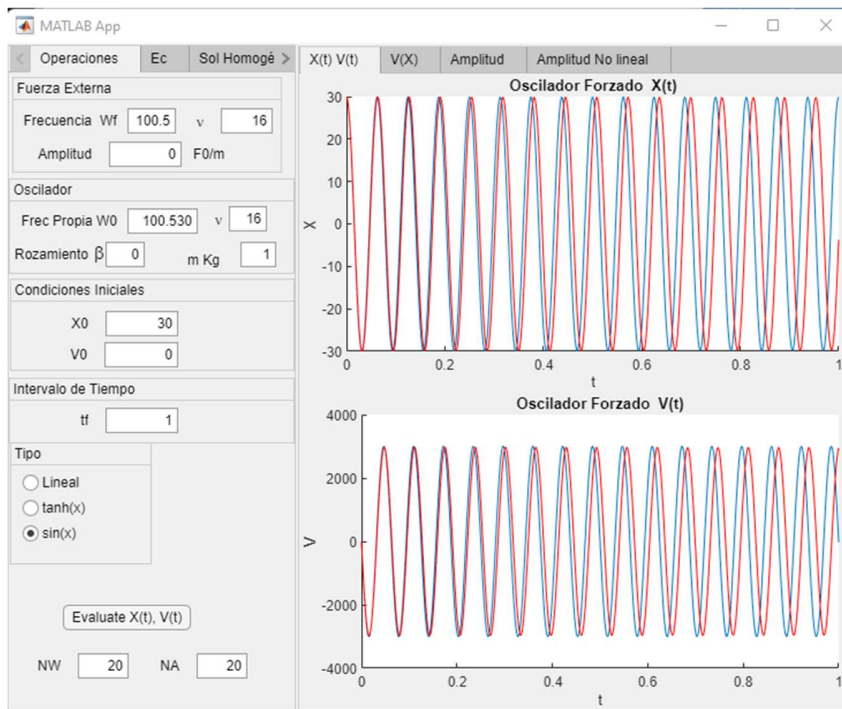 MATLAB App
Operaciones Ec Sol Homogé
Fuerza Externa
Frecuencia Wf 100.5 v 16
Amplitud 0 F0/m
Oscilador
Frec Propia W0 100.530 v 16
Rozamiento β 0 m Kg 1
Condiciones Iniciales
X0 30
V0 0
Intervalo de Tiempo
tf 1
Tipo
Lineal
tanh(x)
sin(x)
Evaluate X(t), V(t)
NW 20 NA 20
X(t) V(t) V(X) Amplitud Amplitud No lineal
Oscilador Forzado X(t)
30
20
10
0
-10
-20
-30
X
0 0.2 0.4 0.6 0.8 1
t
Oscilador Forzado V(t)
4000
2000
0
-2000
-4000
V
0 0.2 0.4 0.6 0.8 1
t